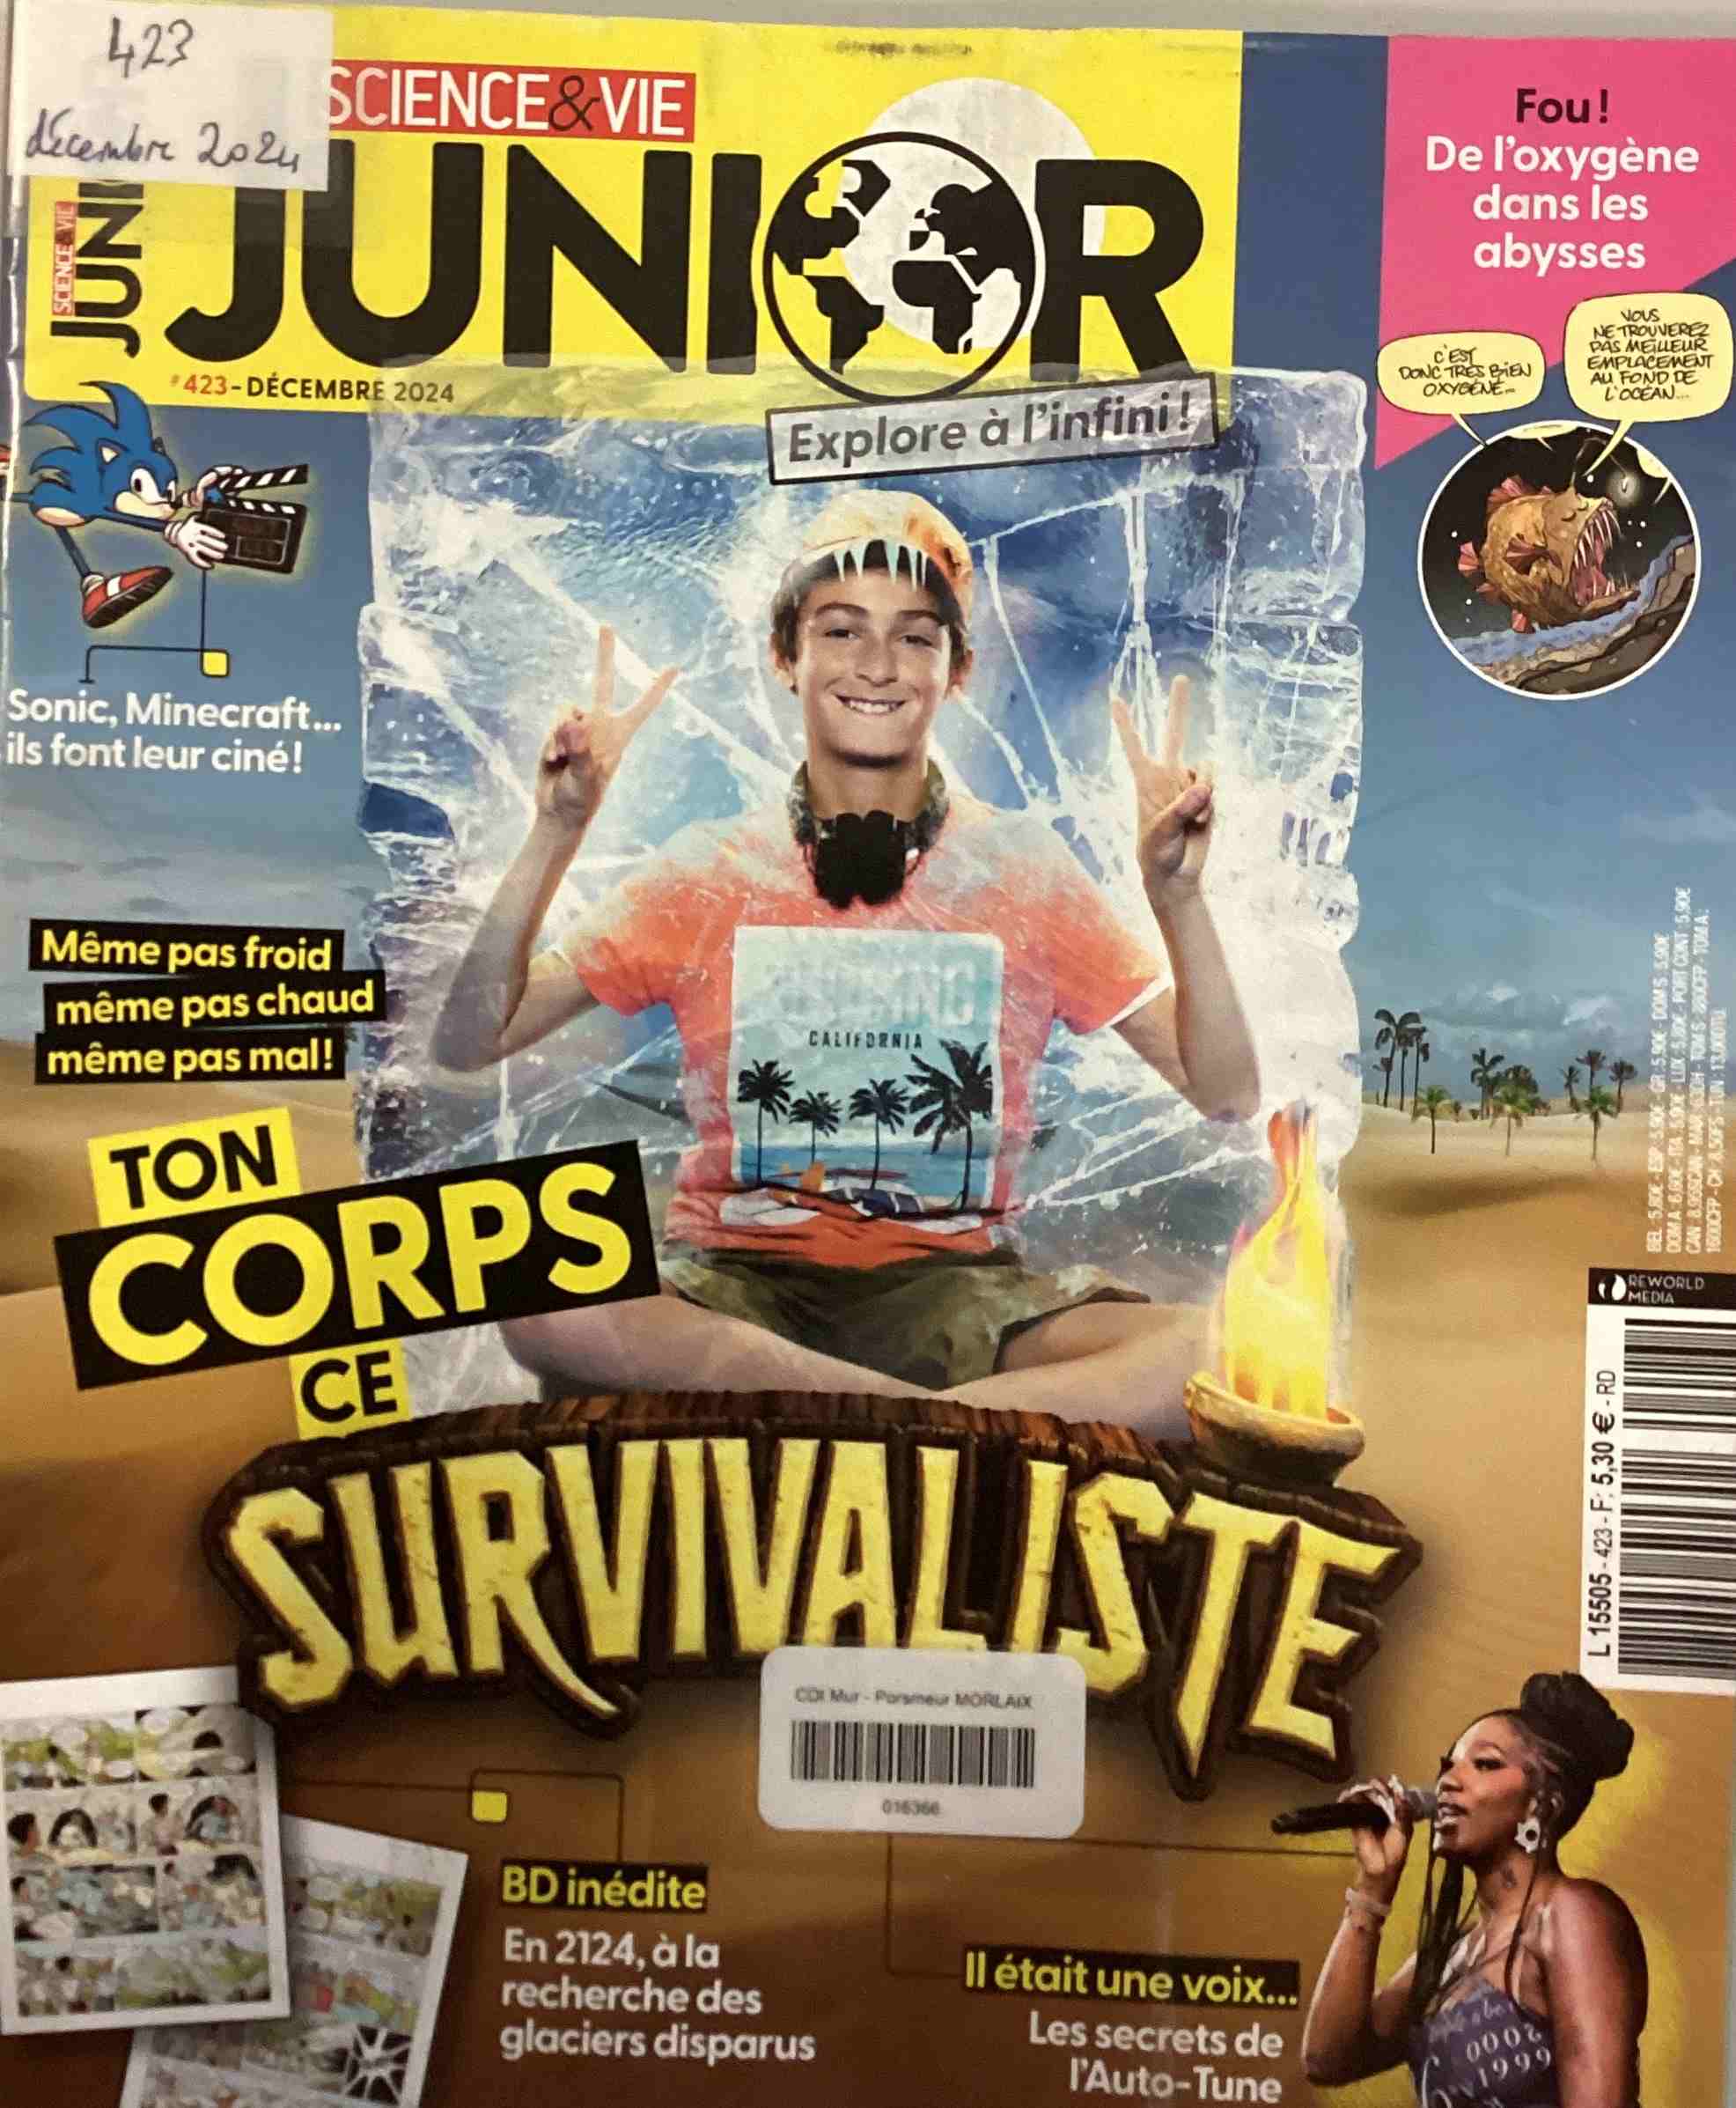 423
décembre 2024
SCIENCE&VIE
JUNIOR
SCIENCE&VIE
#423-DÉCEMBRE 2024
Explore à l'infini!
Fou!
De l'oxygène
dans les
abysses
C'EST
DONC TRÈS BIEN
OXYGÉNÉ...
VOUS
NE TROUVEREZ
PAS MEILLEUR
EMPLACEMENT
AU FOND DE
L'OCÉAN...
Sonic, Minecraft...
ils font leur ciné!
Même pas froid
même pas chaud
même pas mal!
CALIFORNIA
TON
CORPS
CE
SURVIVALISTE
REWORLD
MEDIA
L 15505 - 423 - F: 5,30 € - RD
CDI Mur - Porsmeur MORLAIX
016366
BD inédite
En 2124, à la
recherche des
glaciers disparus
Il était une voix...
Les secrets de
l'Auto-Tune
1999